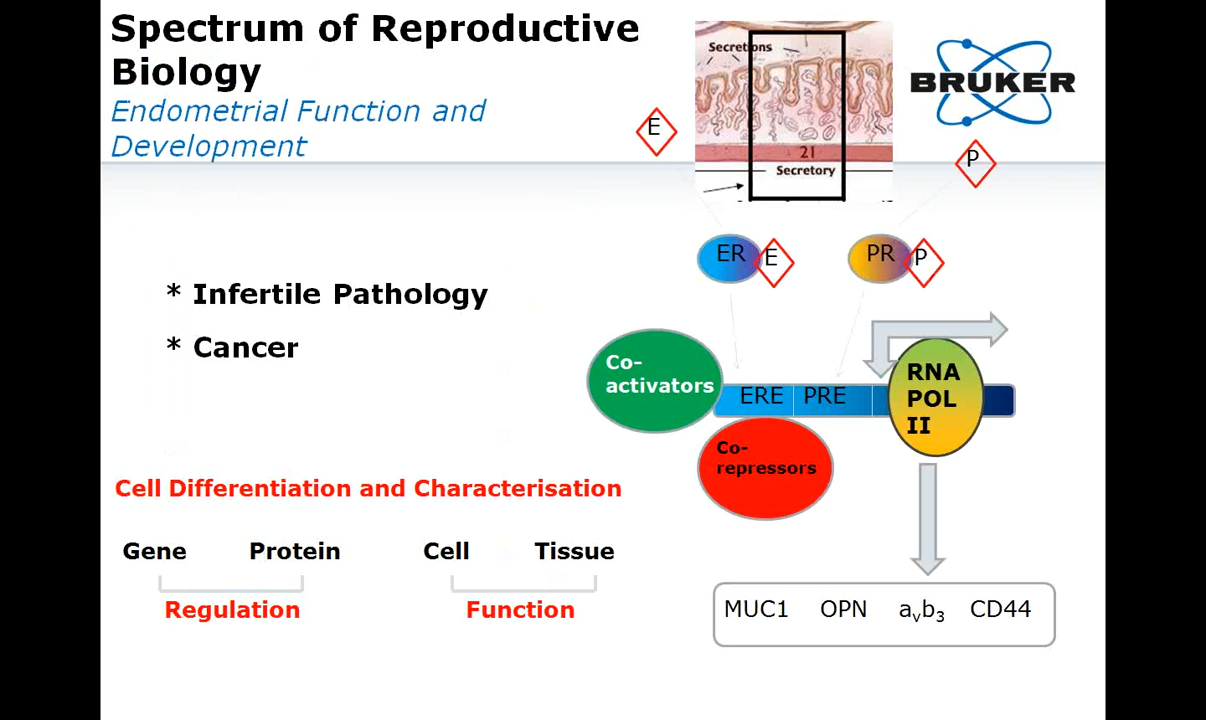 Spectrum of Reproductive
Biology
Endometrial Function and
Development
Secretions
21
Secretory
BRUKER
E
P
ER
E
PR
P
* Infertile Pathology
* Cancer
Co-
activators
ERE
PRE
RNA
POL
II
Co-
repressors
Cell Differentiation and Characterisation
Gene
Protein
Cell
Tissue
Regulation
Function
MUC1
OPN
avb3
CD44